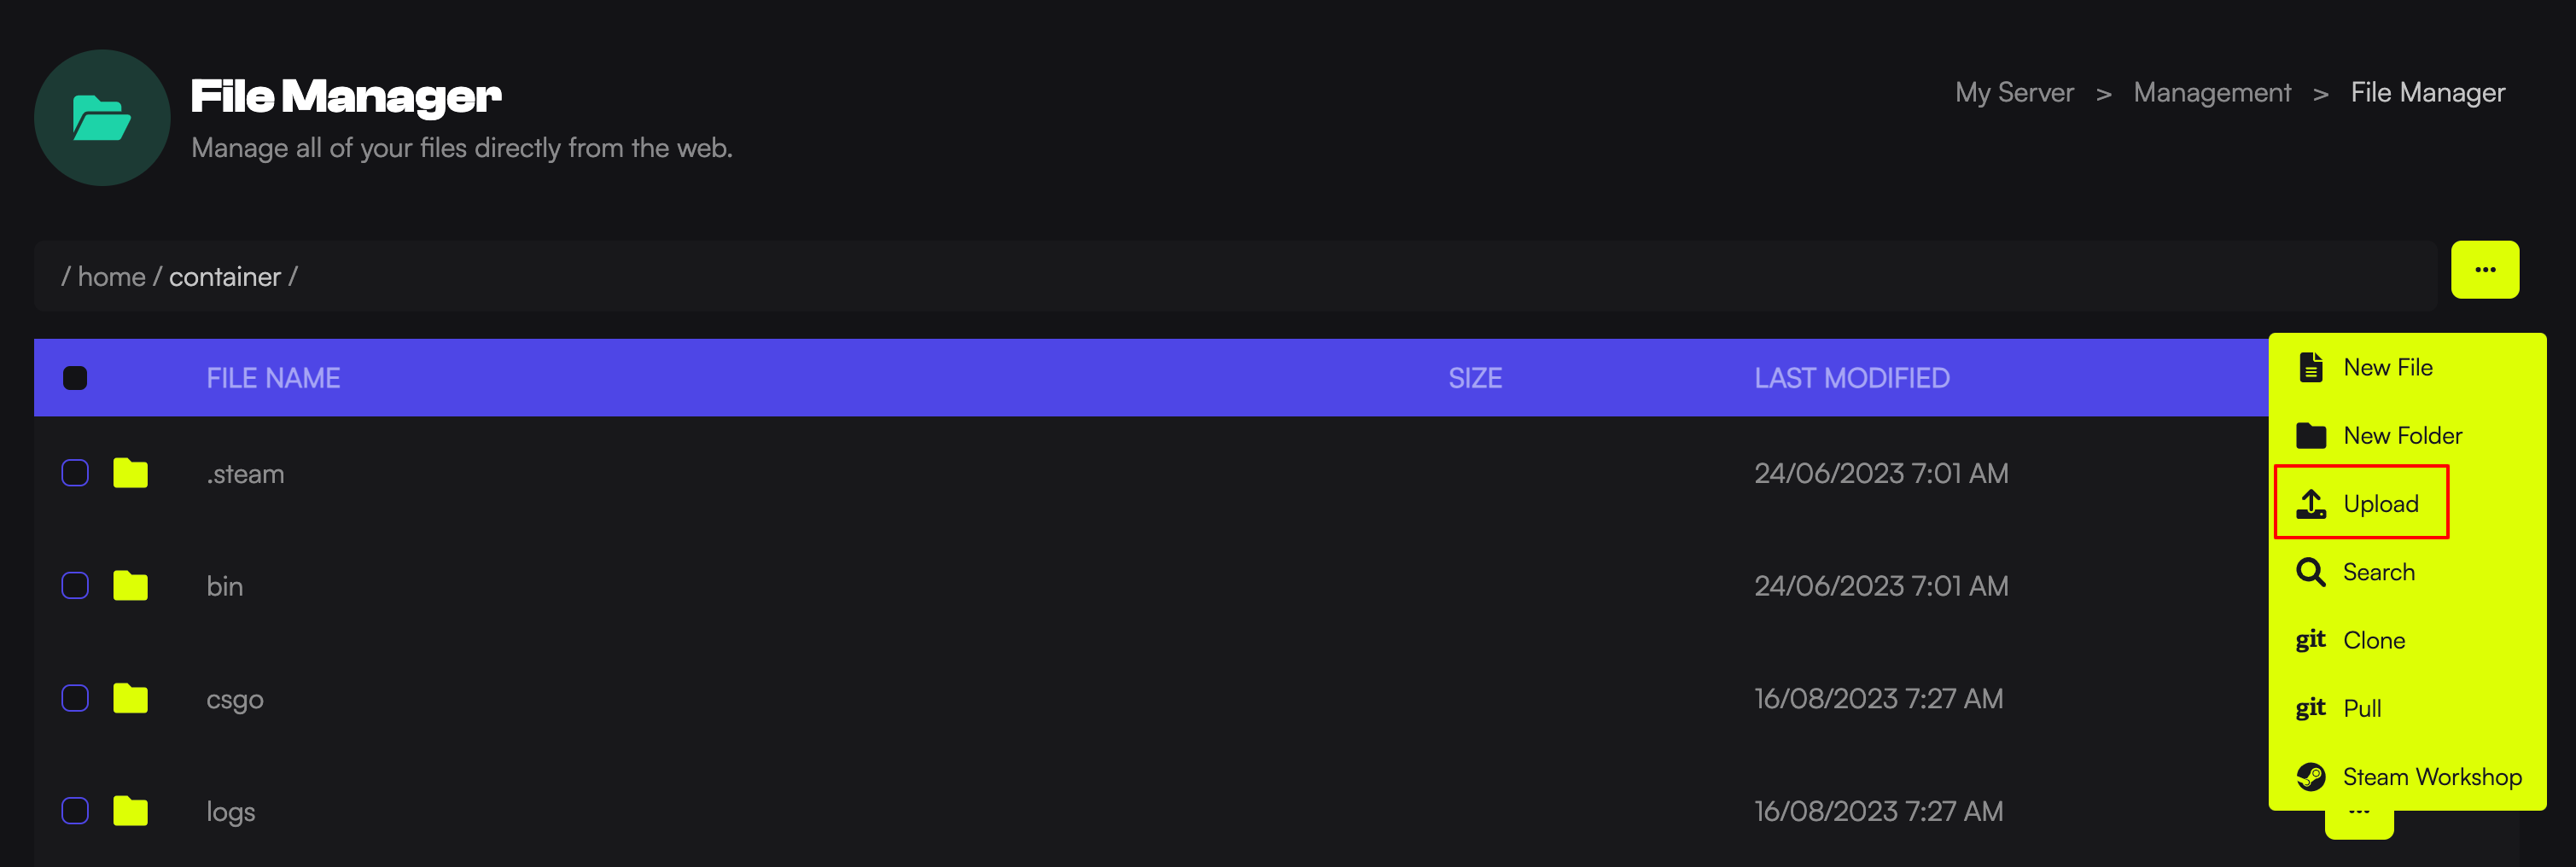 File Manager
Manage all of your files directly from the web.
My Server > Management > File Manager
/ home / container /
...
FILE NAME SIZE LAST MODIFIED
.steam 24/06/2023 7:01 AM
bin 24/06/2023 7:01 AM
csgo 16/08/2023 7:27 AM
logs 16/08/2023 7:27 AM
New File
New Folder
Upload
Search
git Clone
git Pull
Steam Workshop
...